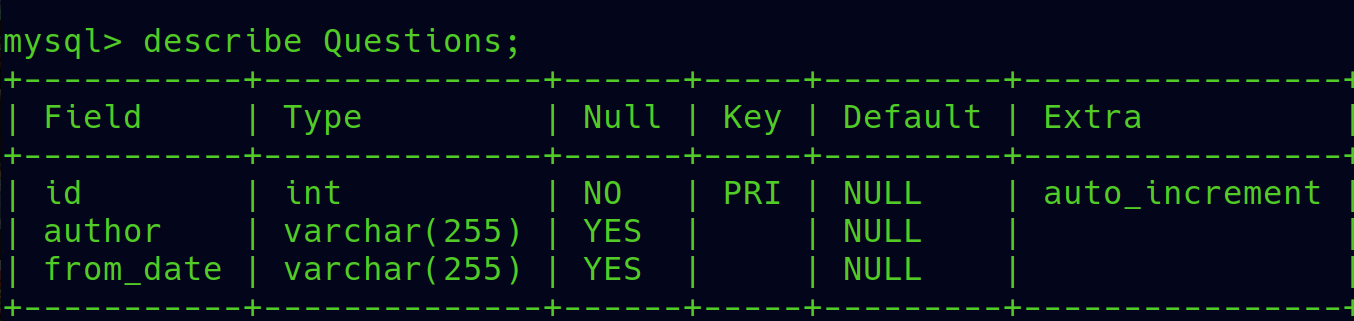 mysql> describe Questions;
+-----------+--------------+------+-----+---------+----------------+
| Field     | Type         | Null | Key | Default | Extra          |
+-----------+--------------+------+-----+---------+----------------+
| id        | int          | NO   | PRI | NULL    | auto_increment |
| author    | varchar(255) | YES  |     | NULL    |                |
| from_date | varchar(255) | YES  |     | NULL    |                |
+-----------+--------------+------+-----+---------+----------------+